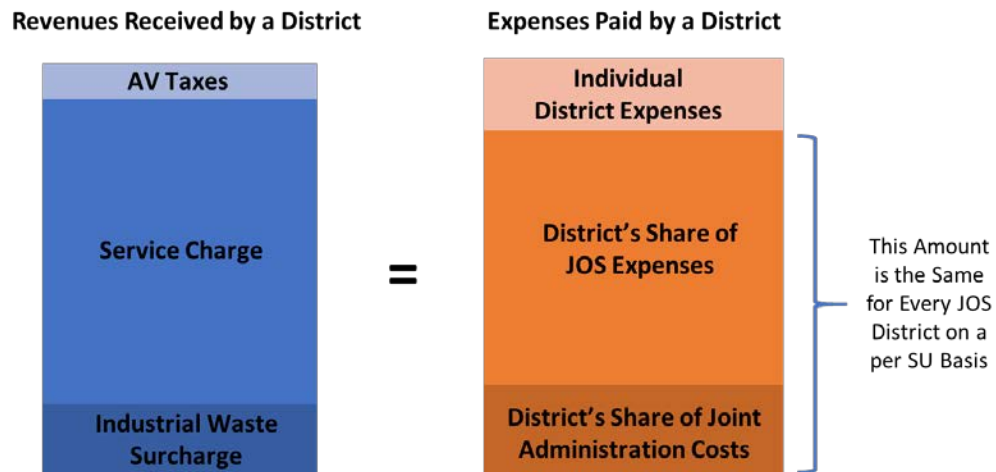 Revenues Received by a District
AV Taxes
Service Charge
Industrial Waste
Surcharge
=
Expenses Paid by a District
Individual
District Expenses
District's Share of
JOS Expenses
District's Share of Joint
Administration Costs
This Amount
is the Same
for Every JOS
District on a
per SU Basis